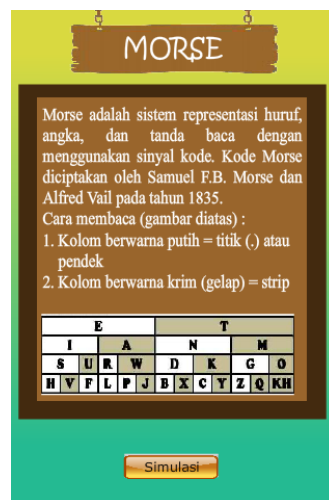 MORSE
Morse adalah sistem representasi huruf,
angka, dan tanda baca dengan
menggunakan sinyal kode. Kode Morse
diciptakan oleh Samuel F.B. Morse dan
Alfred Vail pada tahun 1835.
Cara membaca (gambar diatas) :
1. Kolom berwarna putih = titik (.) atau
pendek
2. Kolom berwarna krim (gelap) = strip
E T
I A N M
S U R W D K G O
H V F L P J B X C Y Z Q KH
Simulasi